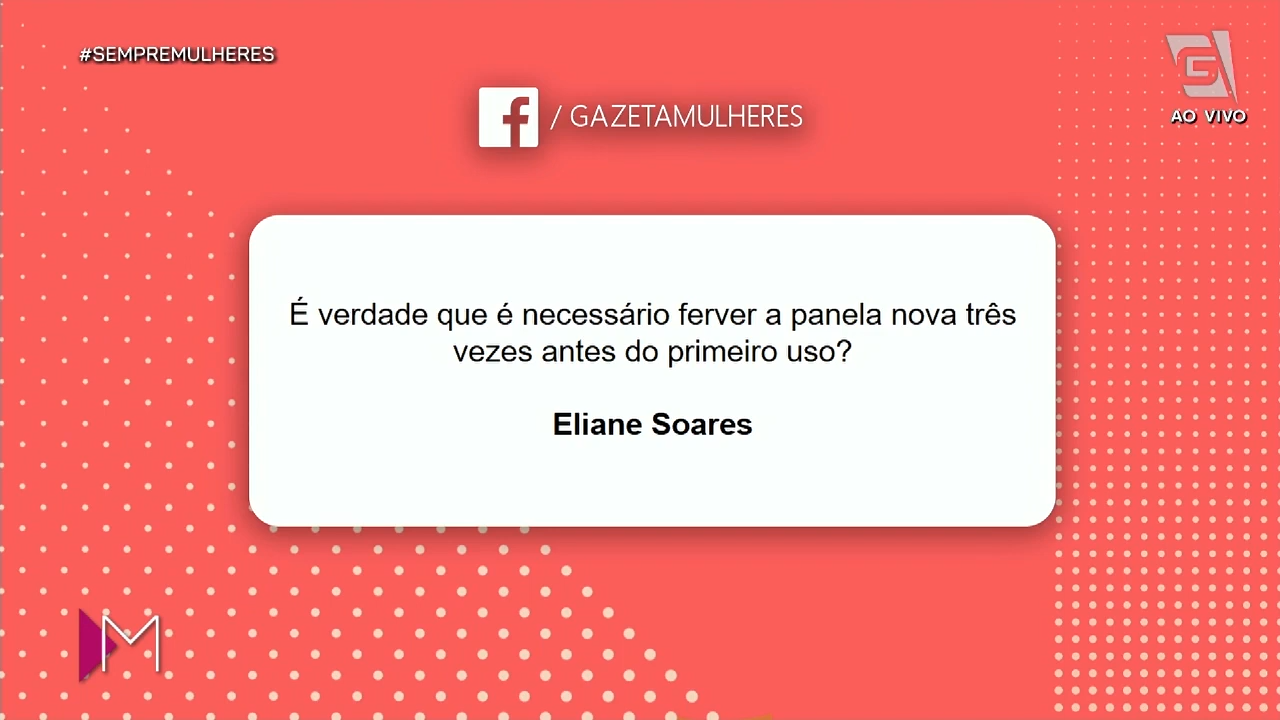 #SEMPREMULHERES
AO VIVO
/ GAZETAMULHERES
É verdade que é necessário ferver a panela nova três
vezes antes do primeiro uso?
Eliane Soares
M